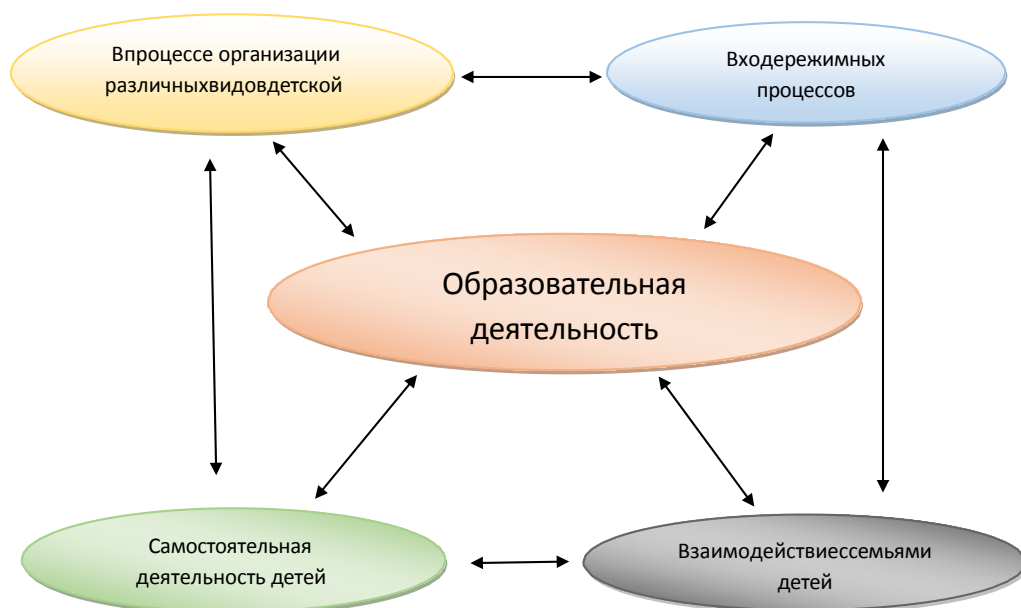 Впроцессе организации
различныхвидовдетской
Входережимных
процессов
Образовательная
деятельность
Самостоятельная
деятельность детей
Взаимодействиессемьями
детей